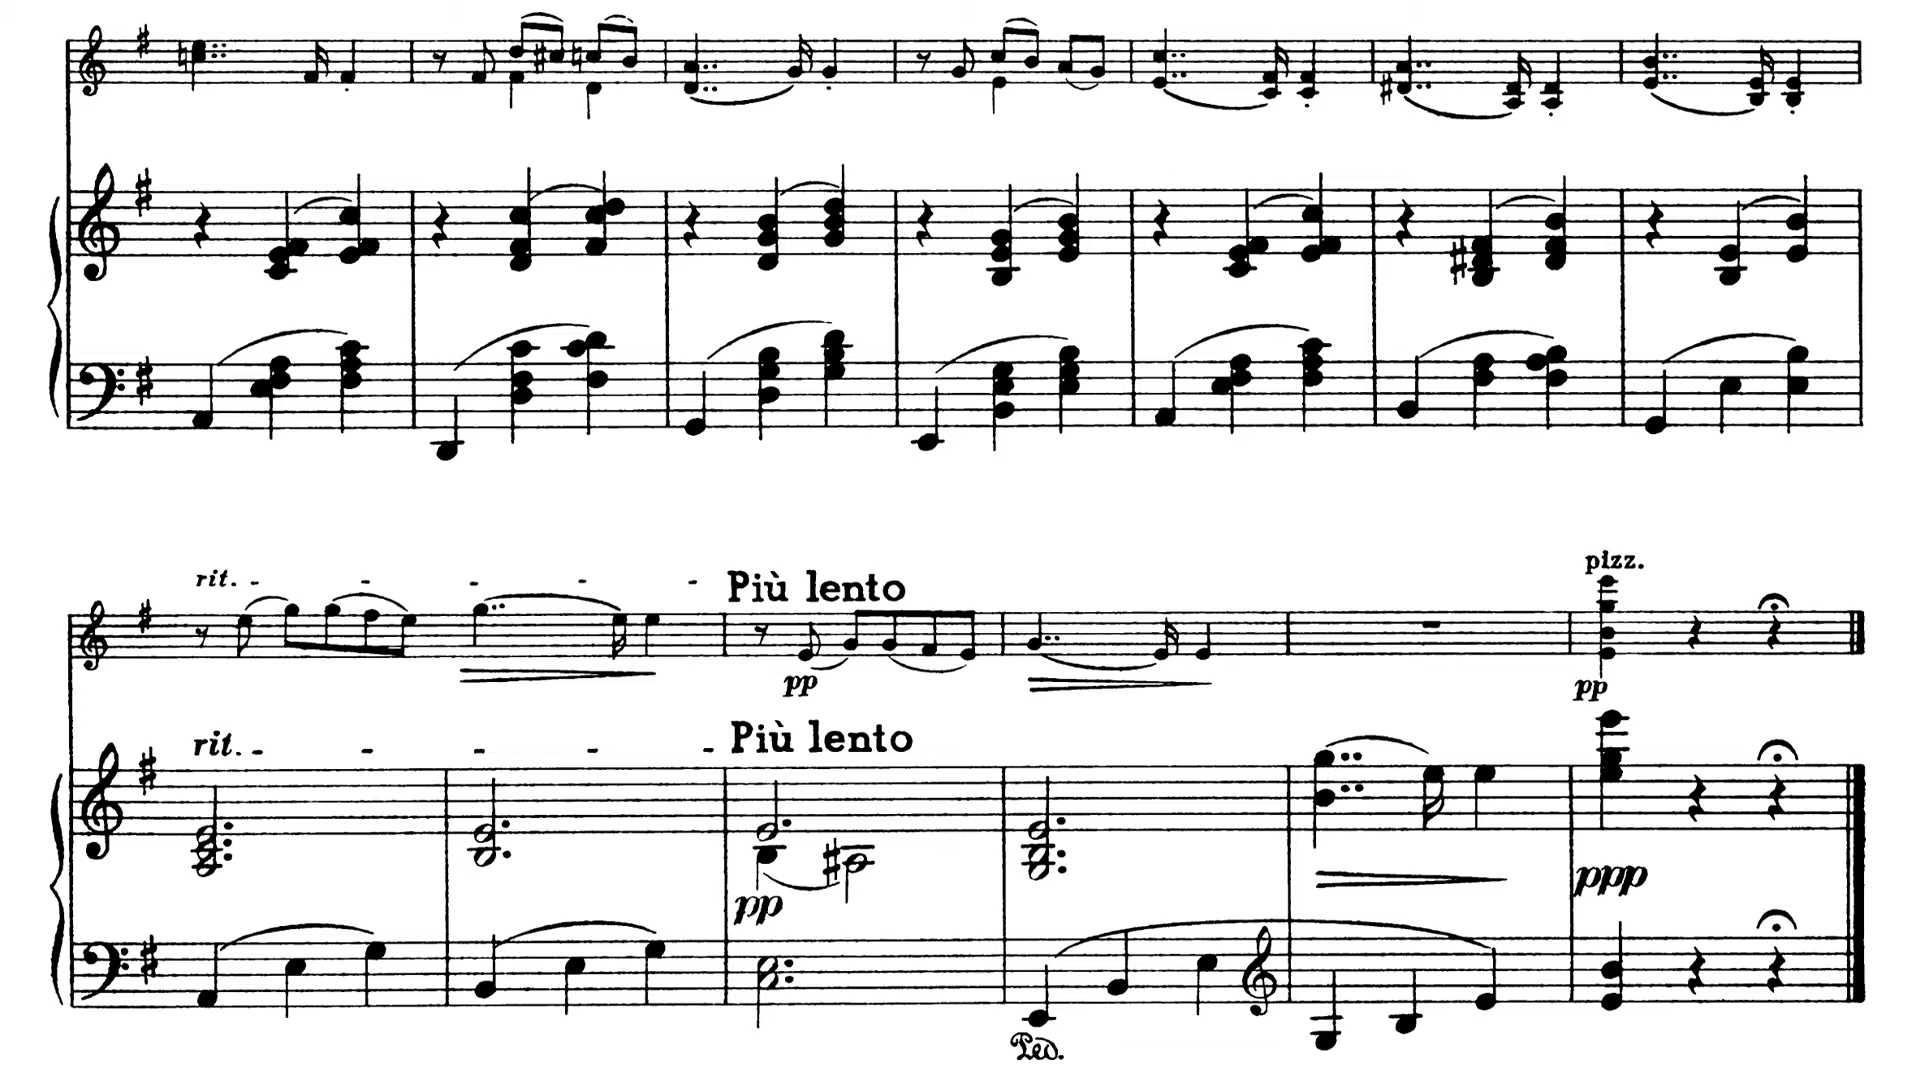 rit. - - - - - Più lento
pizz.
pp
pp
rit. - - - - - Più lento
pp
ppp
Ped.